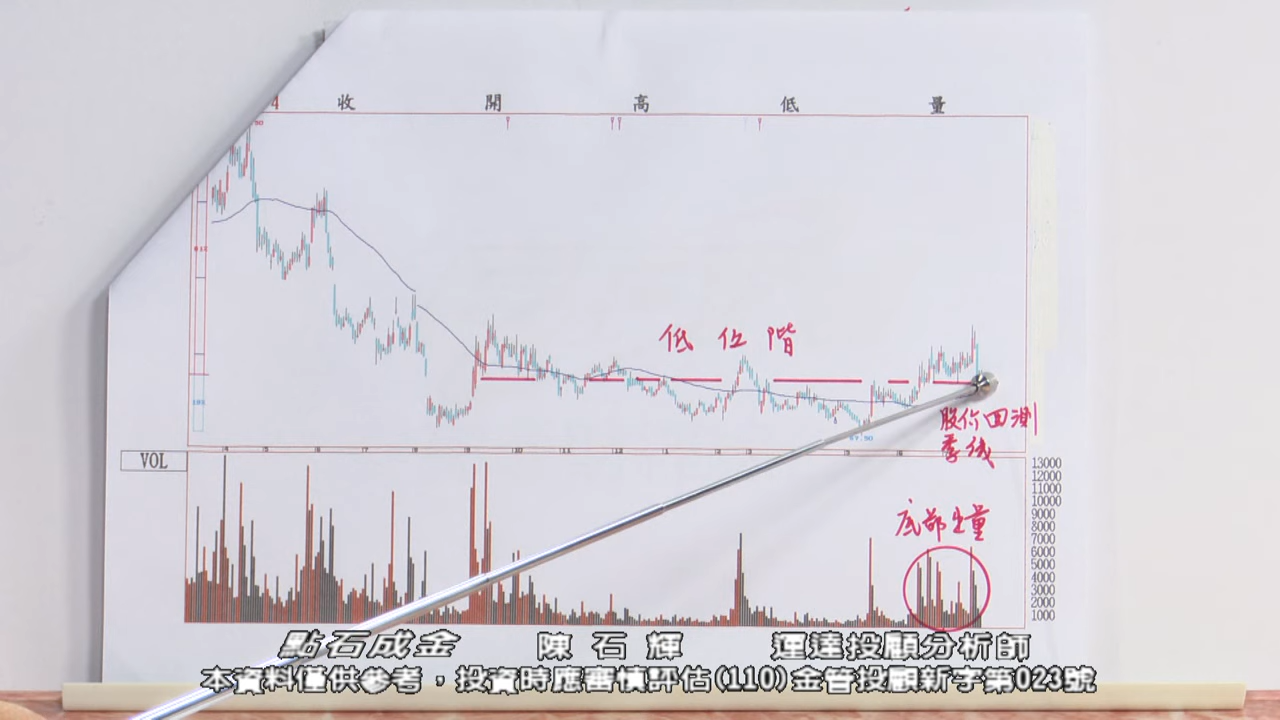 4 收 開 高 低 量
低位階
股價回測
季線
VOL
13000
12000
11000
10000
9000
8000
7000
6000
5000
4000
3000
2000
1000
底部出量
點石成金 陳石輝 運達投顧分析師
本資料僅供參考，投資時應審慎評估(110)金管投顧新字第023號